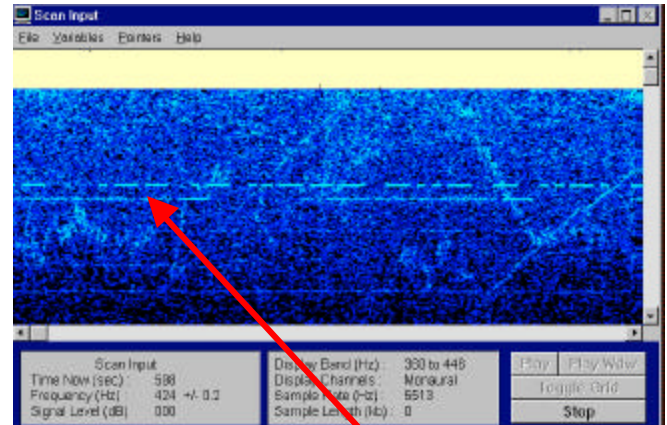 Scan Input
File Variables Pointers Help
Scan Input
Time Now (sec) : 598
Frequency (Hz) : 424 +/- 0.2
Signal Level (dB) 000
Display Band (Hz) : 360 to 446
Display Channels : Monaural
Sample Rate (Hz) : 5513
Sample Length (kb) : 0
Play Play Wdw
Toggle Grid
Stop